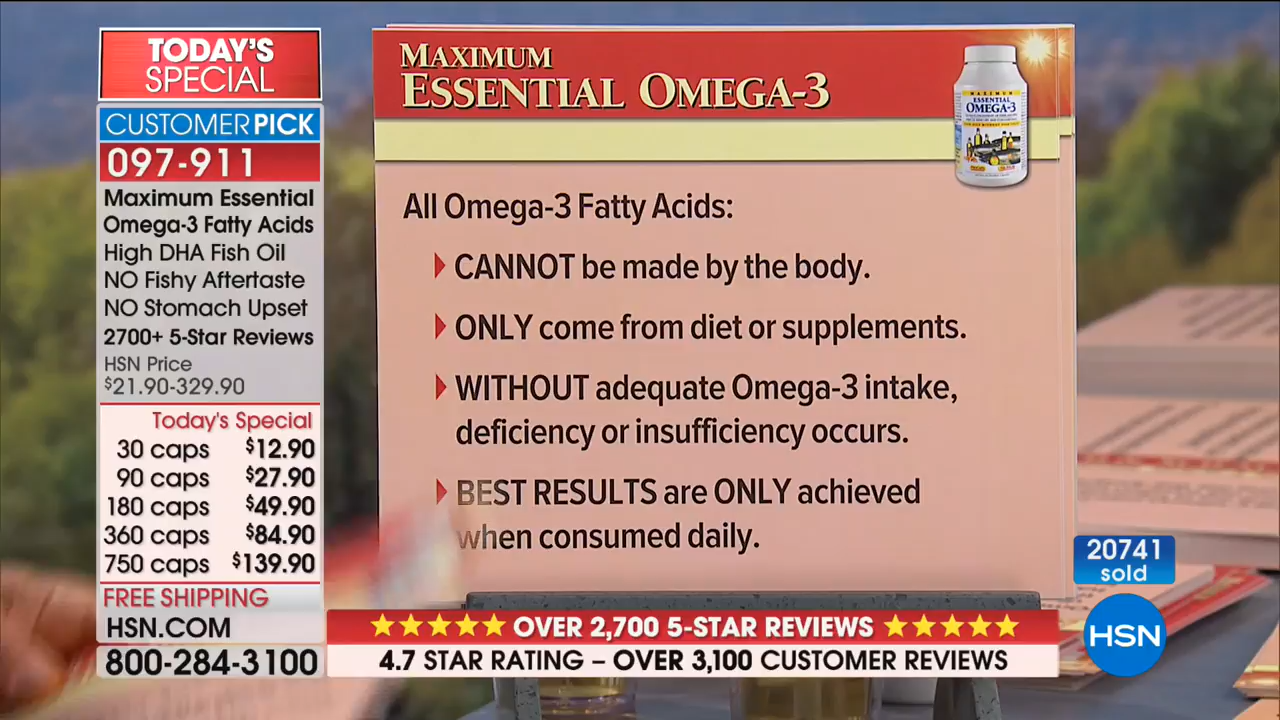 TODAY'S
SPECIAL
CUSTOMER PICK
097-911
Maximum Essential
Omega-3 Fatty Acids
High DHA Fish Oil
NO Fishy Aftertaste
NO Stomach Upset
2700+ 5-Star Reviews
HSN Price
$21.90-329.90
Today's Special
30 caps $12.90
90 caps $27.90
180 caps $49.90
360 caps $84.90
750 caps $139.90
FREE SHIPPING
HSN.COM
800-284-3100
MAXIMUM
ESSENTIAL OMEGA-3
MAXIMUM
ESSENTIAL
OMEGA-3
All Omega-3 Fatty Acids:
CANNOT be made by the body.
ONLY come from diet or supplements.
WITHOUT adequate Omega-3 intake,
deficiency or insufficiency occurs.
BEST RESULTS are ONLY achieved
when consumed daily.
20741
sold
HSN
OVER 2,700 5-STAR REVIEWS
4.7 STAR RATING – OVER 3,100 CUSTOMER REVIEWS